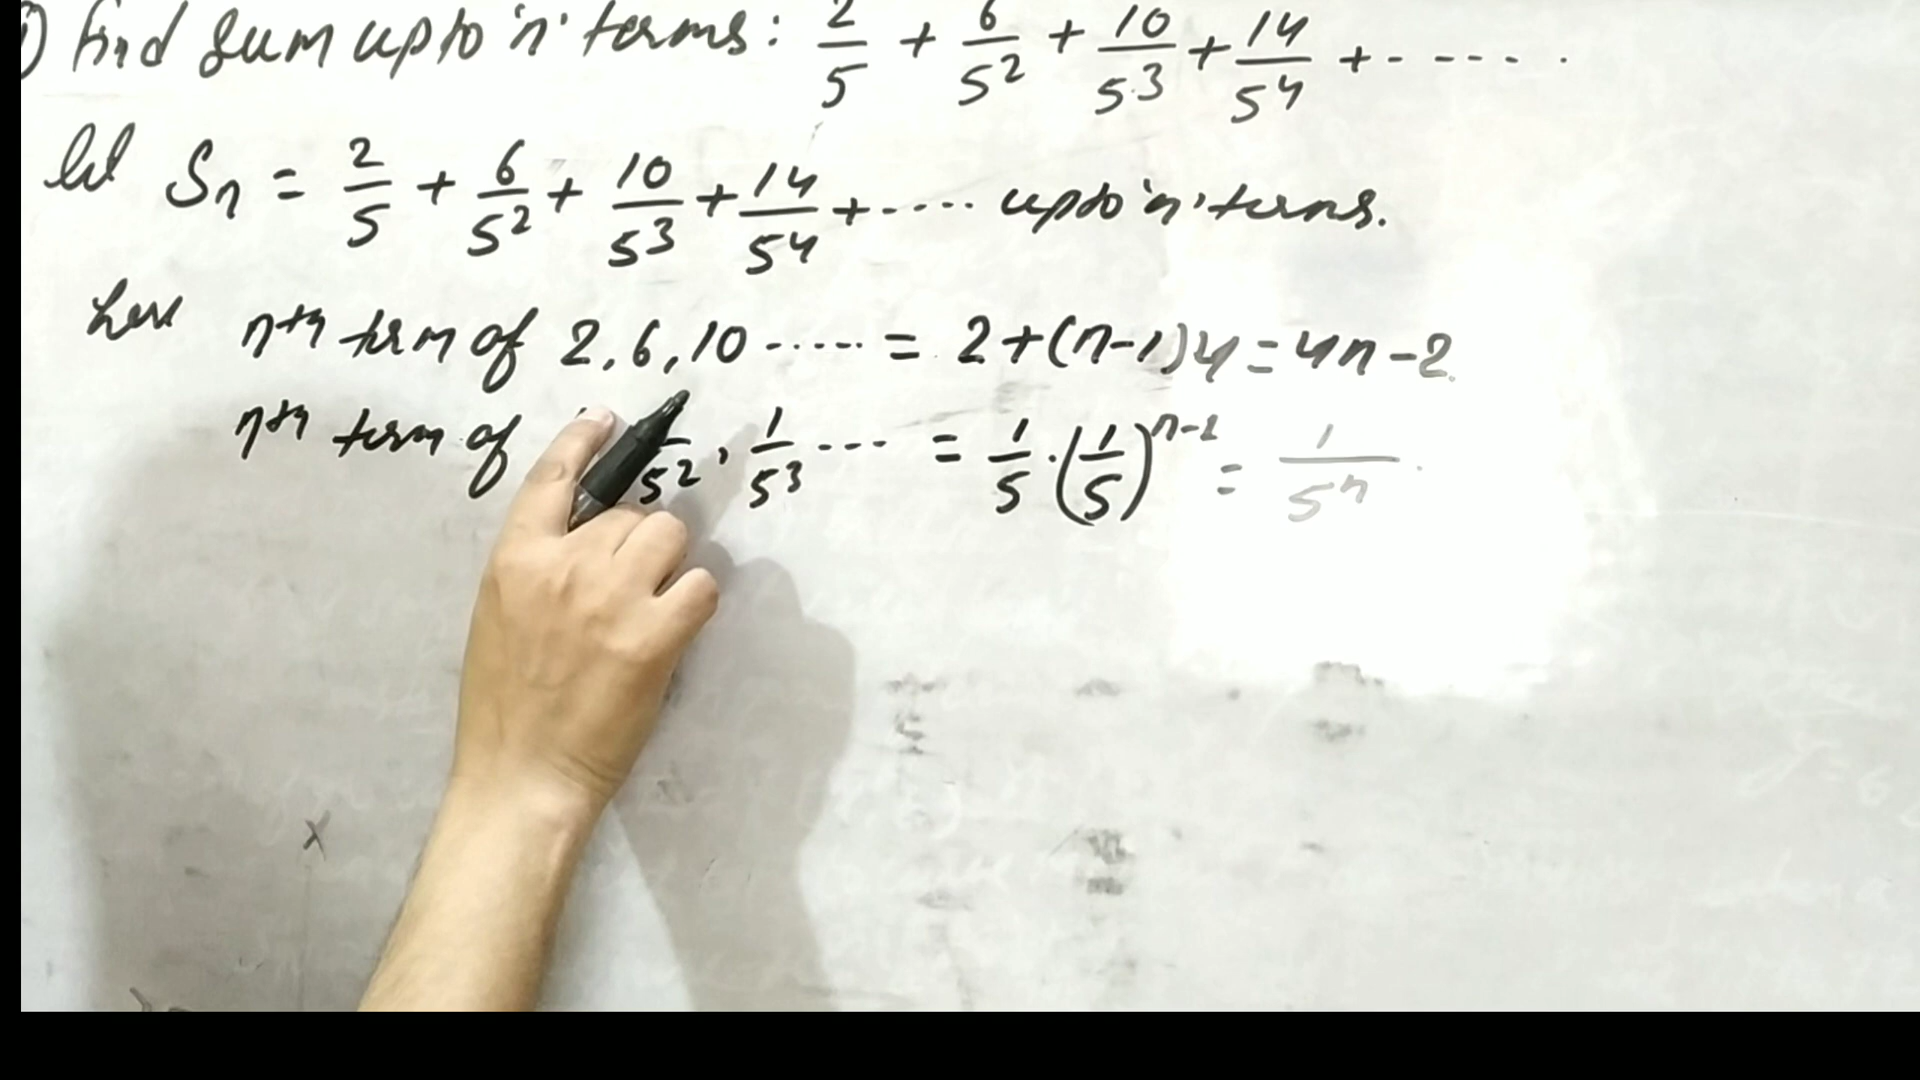 ) find sum upto 'n' terms: 2/5 + 6/5² + 10/5³ + 14/5⁴ + ------
let Sn = 2/5 + 6/5² + 10/5³ + 14/5⁴ + ..... upto 'n' terms.
here nth term of 2, 6, 10 ...... = 2+(n-1)4 = 4n-2
nth term of 5², 1/5³ ... = 1/5 · (1/5)ⁿ⁻¹ = 1/5ⁿ
x